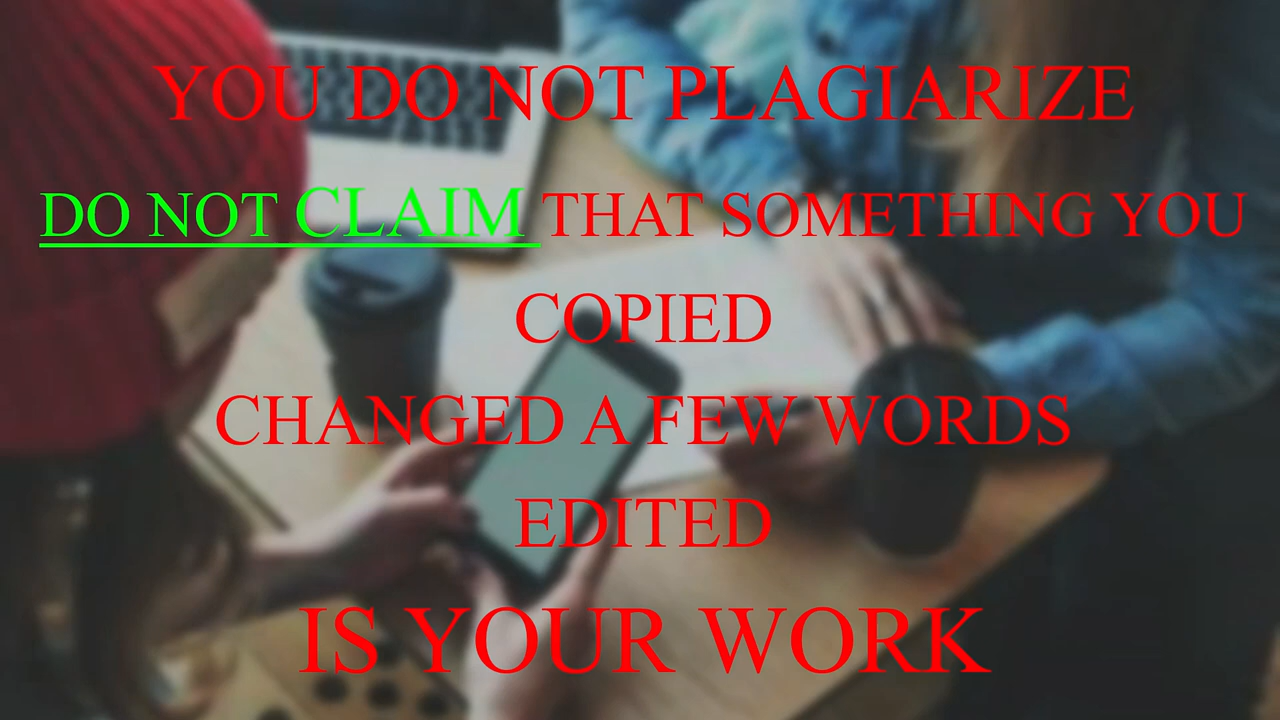 YOU DO NOT PLAGIARIZE
DO NOT CLAIM THAT SOMETHING YOU
COPIED
CHANGED A FEW WORDS
EDITED
IS YOUR WORK